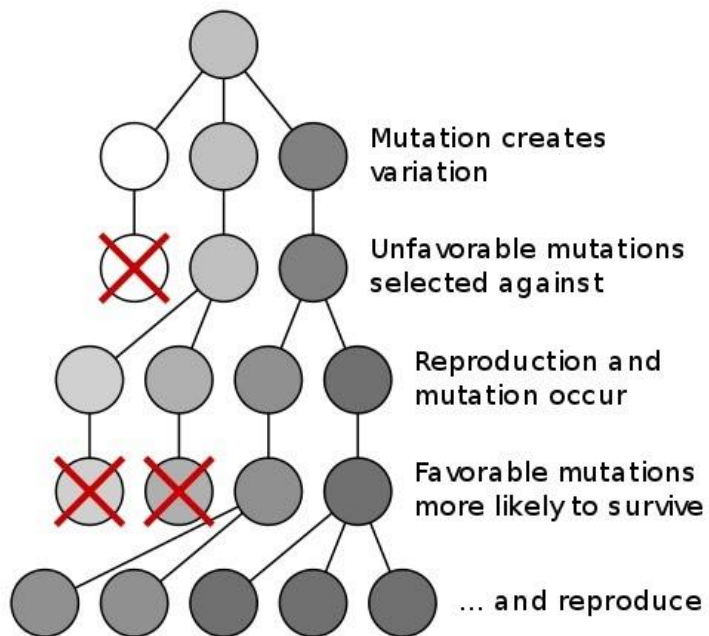 Mutation creates
variation
Unfavorable mutations
selected against
Reproduction and
mutation occur
Favorable mutations
more likely to survive
... and reproduce